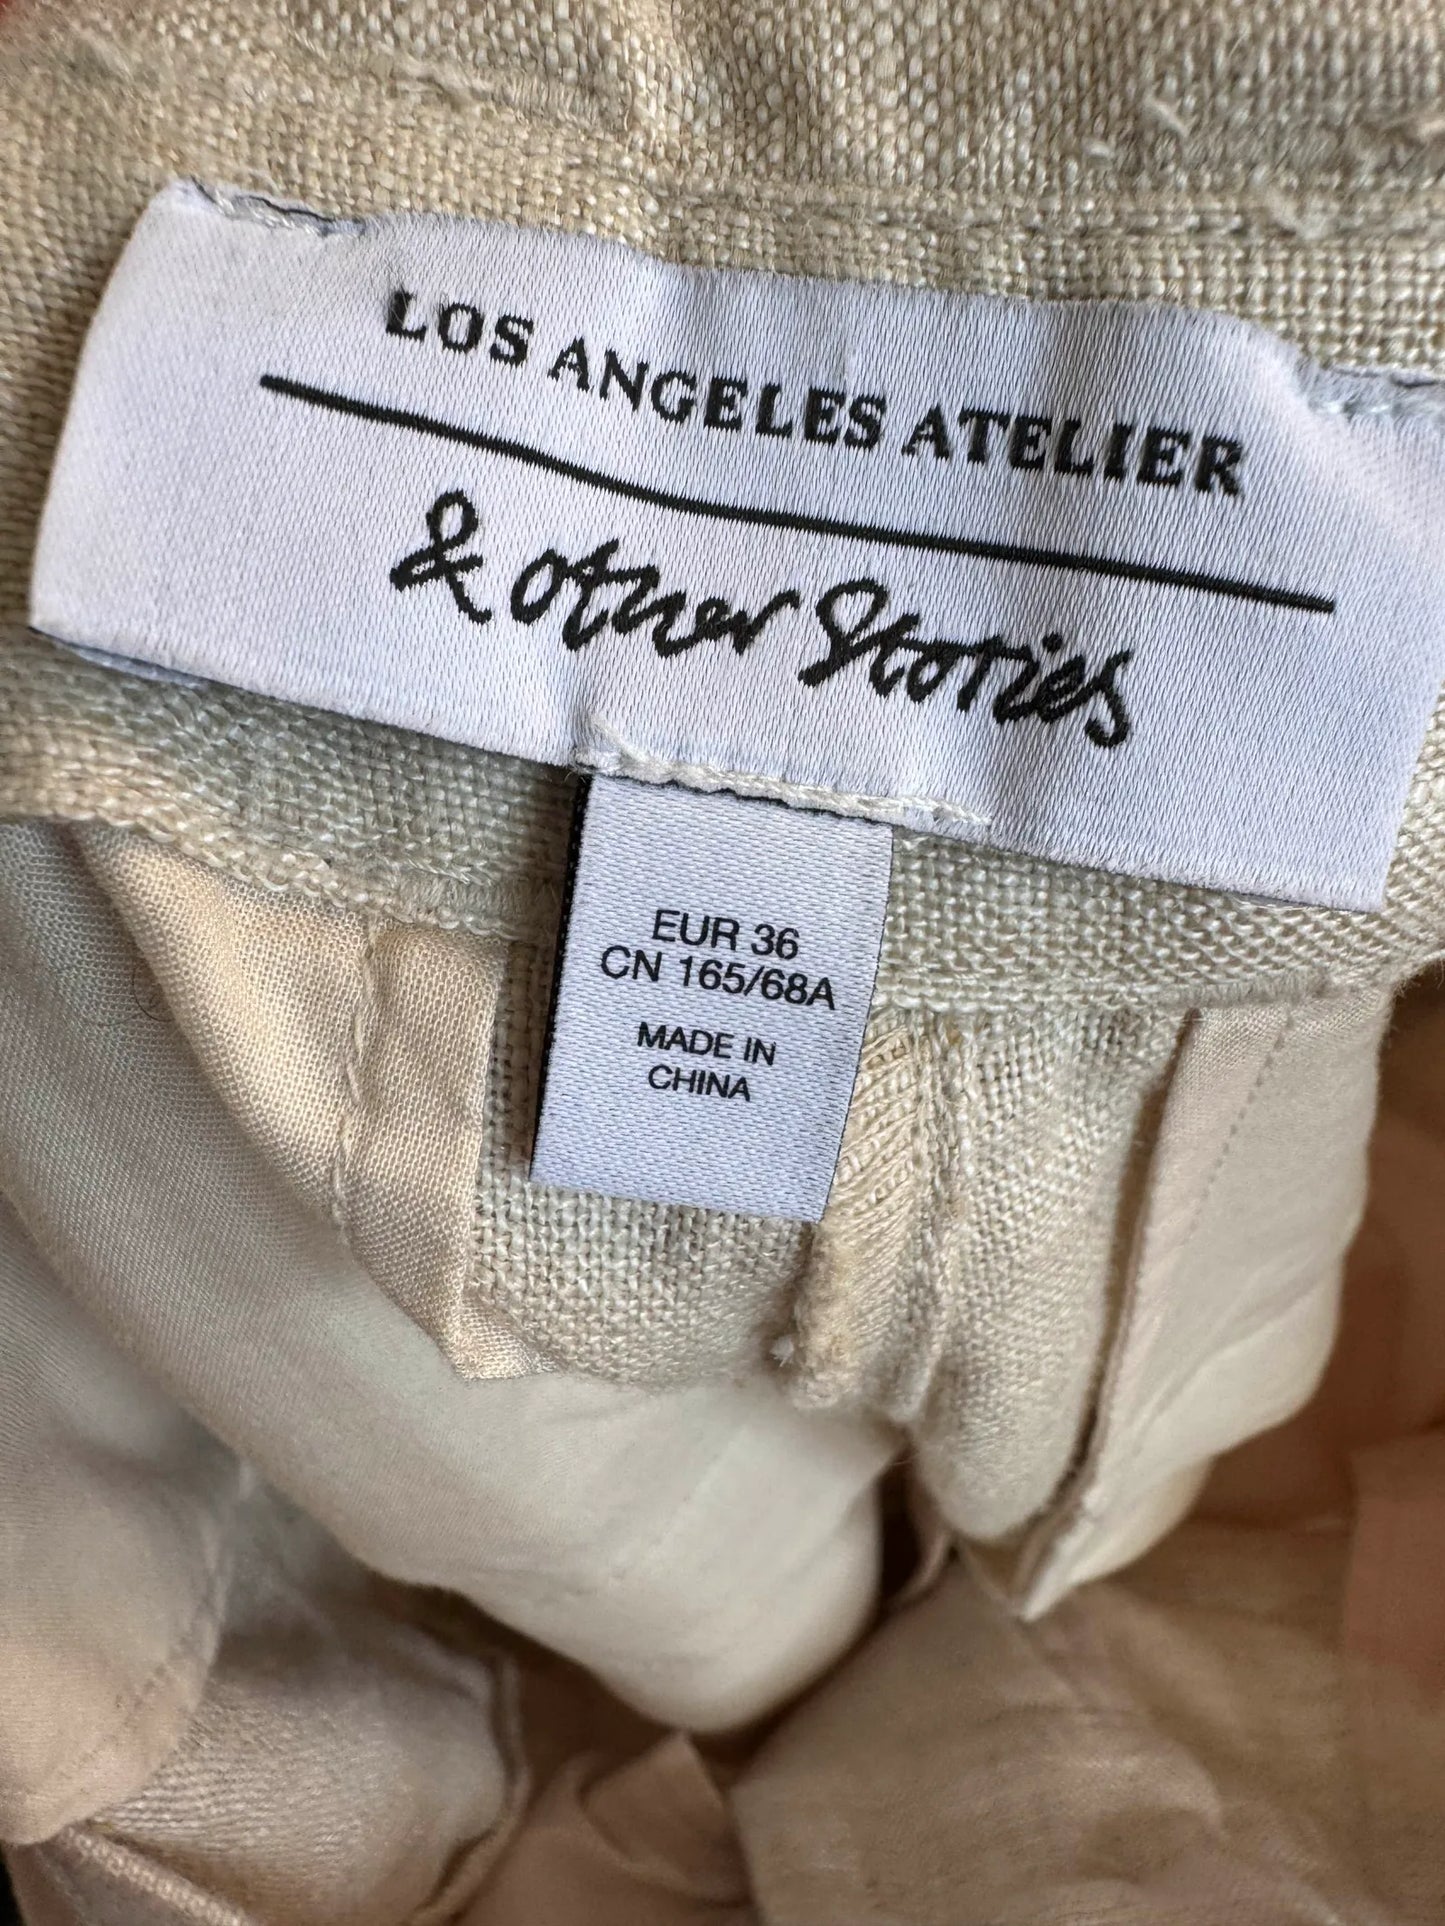 LOS ANGELES ATELIER
& other Stories
EUR 36
CN 165/68A
MADE IN
CHINA